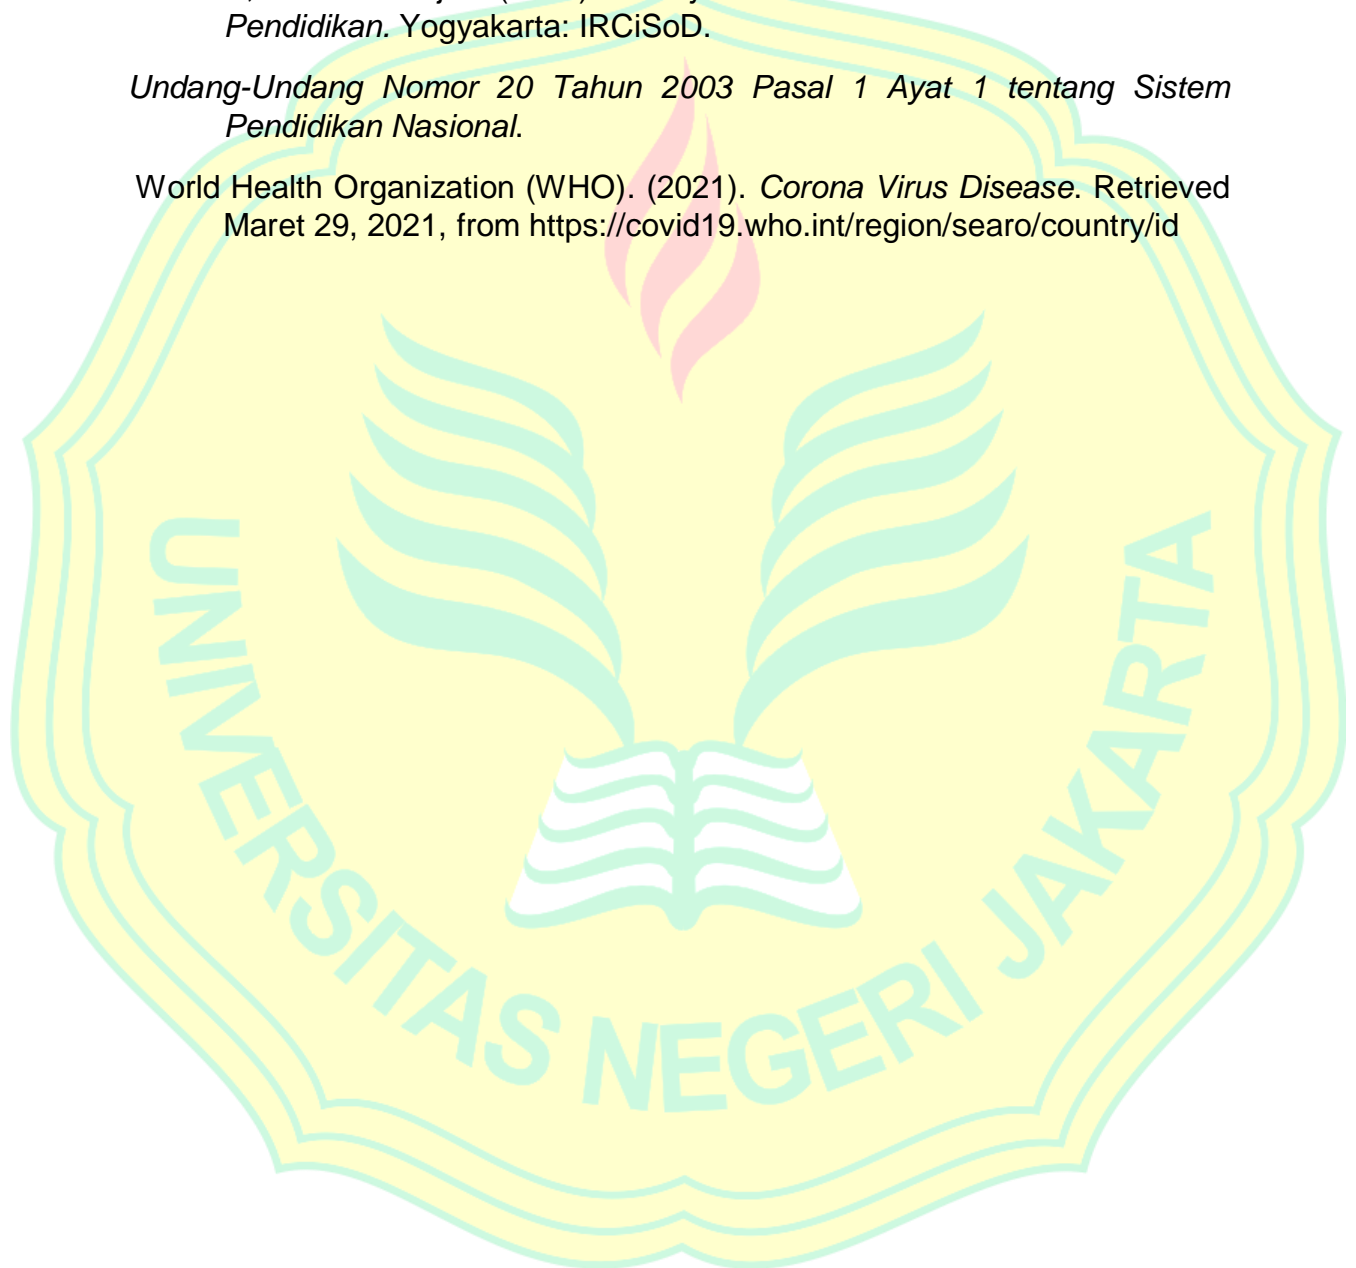 Pendidikan. Yogyakarta: IRCiSoD.
Undang-Undang Nomor 20 Tahun 2003 Pasal 1 Ayat 1 tentang Sistem
Pendidikan Nasional.
World Health Organization (WHO). (2021). Corona Virus Disease. Retrieved
Maret 29, 2021, from https://covid19.who.int/region/searo/country/id
UNIVERSITAS NEGERI JAKARTA